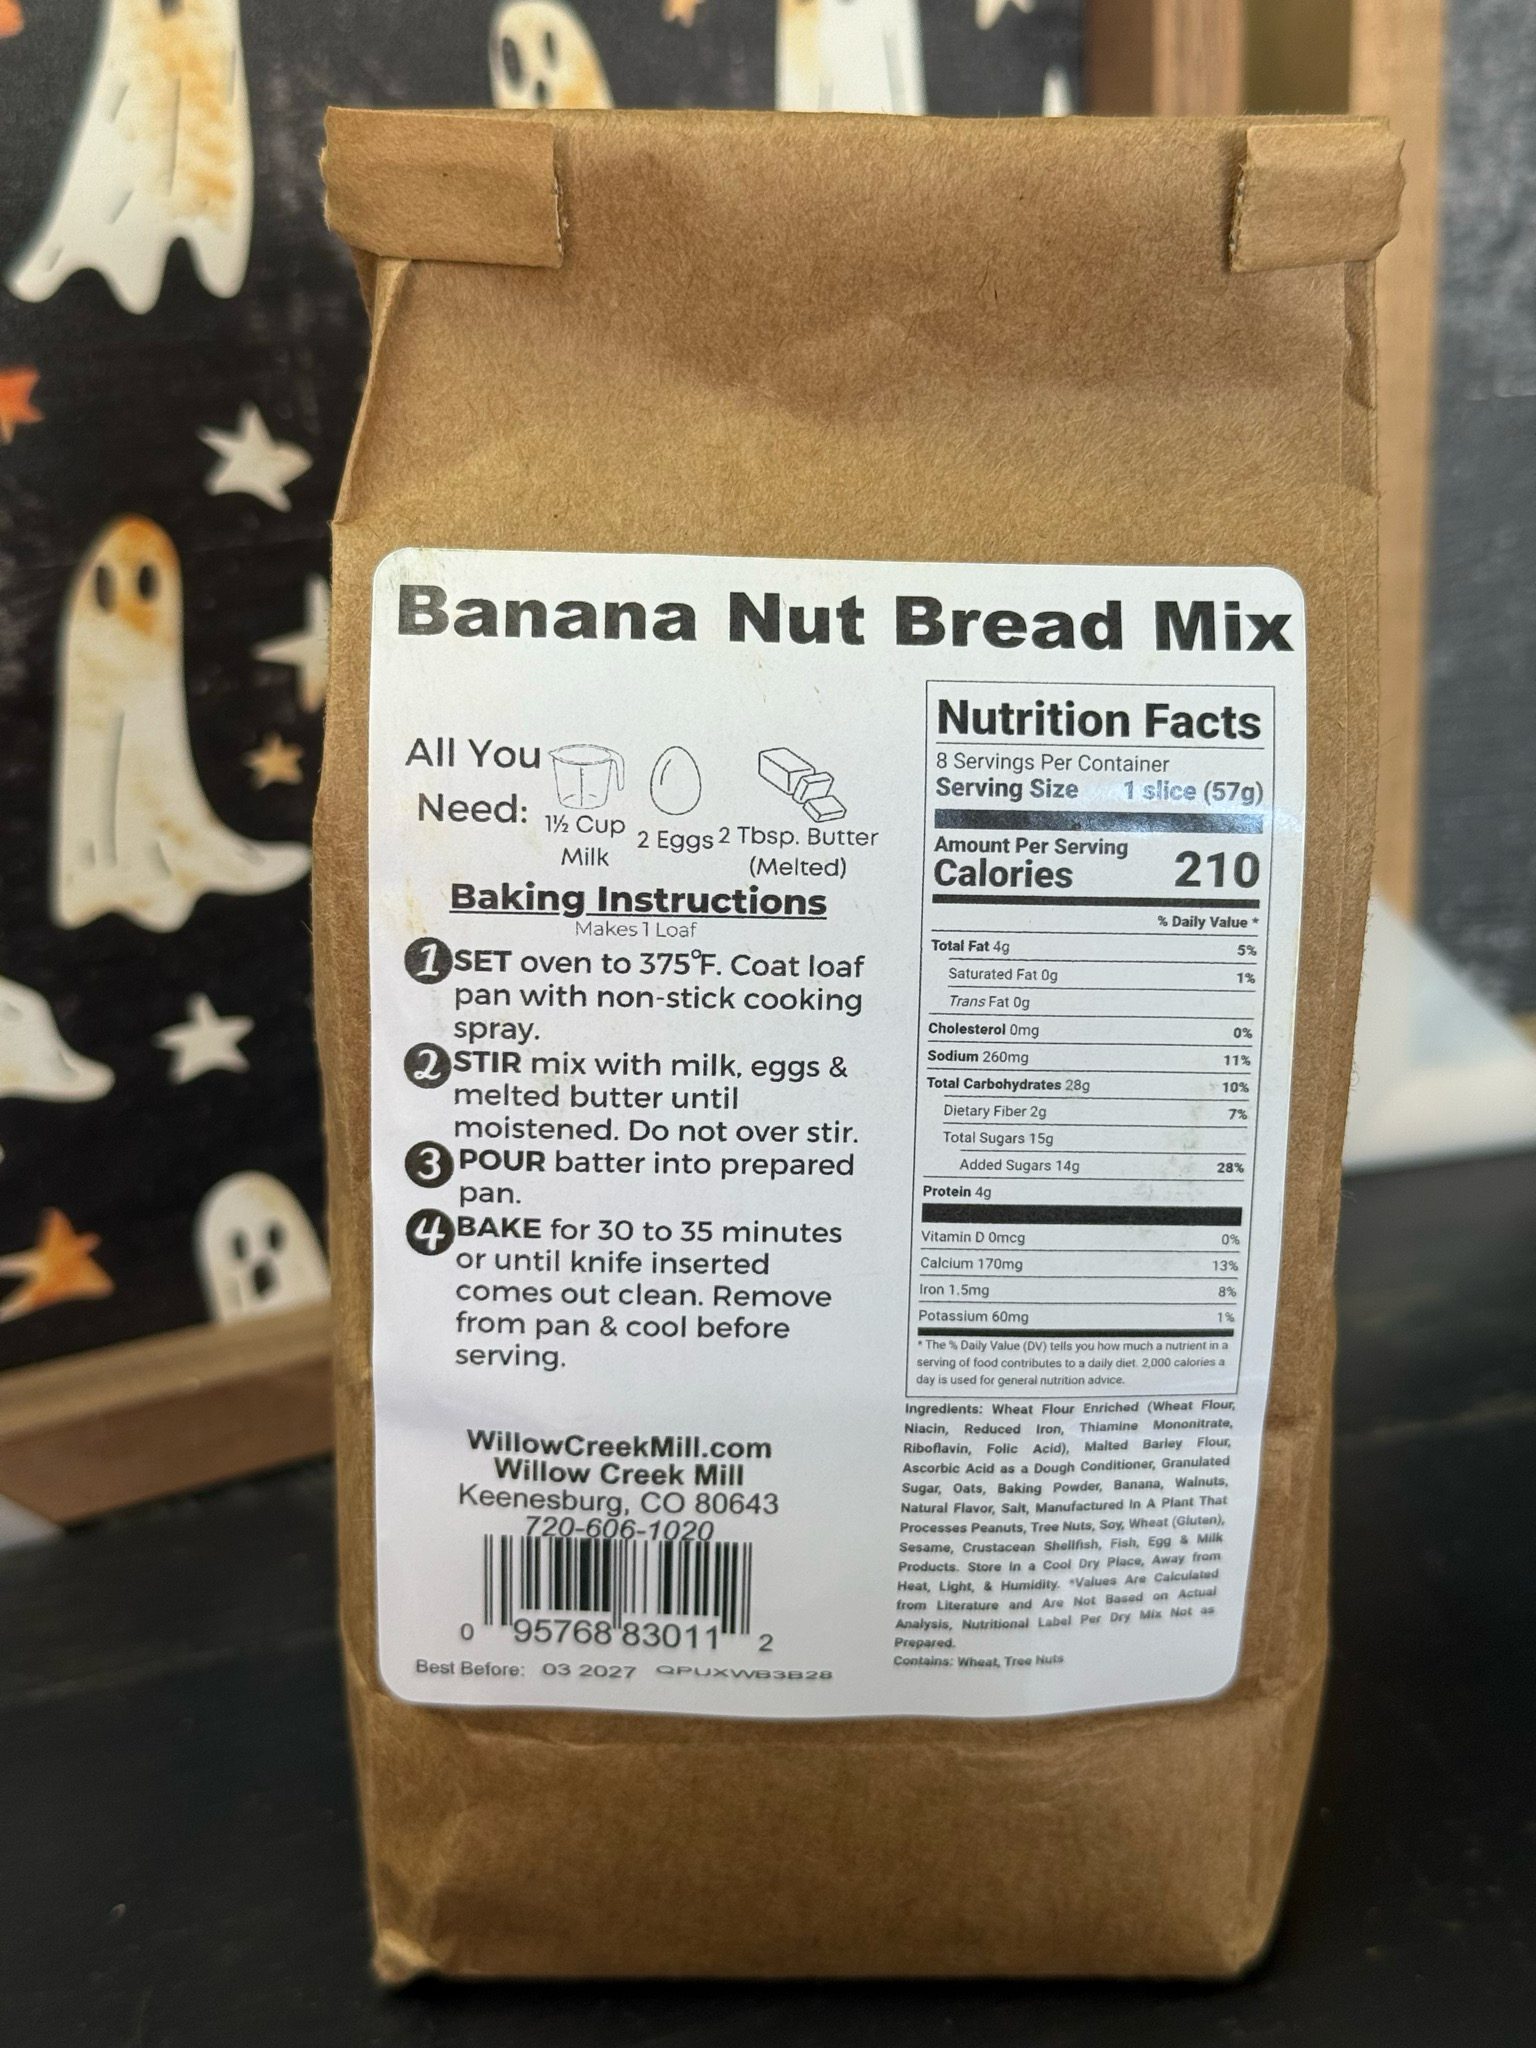 Banana Nut Bread Mix
All You
Need:
1½ Cup
Milk
2 Eggs
2 Tbsp. Butter
(Melted)
Baking Instructions
Makes 1 Loaf
1 SET oven to 375°F. Coat loaf
pan with non-stick cooking
spray.
2 STIR mix with milk, eggs &
melted butter until
moistened. Do not over stir.
3 POUR batter into prepared
pan.
4 BAKE for 30 to 35 minutes
or until knife inserted
comes out clean. Remove
from pan & cool before
serving.
WillowCreekMill.com
Willow Creek Mill
Keenesburg, CO 80643
720-606-1020
0 95768 83011 2
Best Before: 03 2027 QPUXWB3B28
Nutrition Facts
8 Servings Per Container
Serving Size 1 slice (57g)
Amount Per Serving
Calories 210
% Daily Value *
Total Fat 4g 5%
Saturated Fat 0g 1%
Trans Fat 0g
Cholesterol 0mg 0%
Sodium 260mg 11%
Total Carbohydrates 28g 10%
Dietary Fiber 2g 7%
Total Sugars 15g
Added Sugars 14g 28%
Protein 4g
Vitamin D 0mcg 0%
Calcium 170mg 13%
Iron 1.5mg 8%
Potassium 60mg 1%
* The % Daily Value (DV) tells you how much a nutrient in a
serving of food contributes to a daily diet. 2,000 calories a
day is used for general nutrition advice.
Ingredients: Wheat Flour Enriched (Wheat Flour,
Niacin, Reduced Iron, Thiamine Mononitrate,
Riboflavin, Folic Acid), Malted Barley Flour,
Ascorbic Acid as a Dough Conditioner, Granulated
Sugar, Oats, Baking Powder, Banana, Walnuts,
Natural Flavor, Salt, Manufactured In A Plant That
Processes Peanuts, Tree Nuts, Soy, Wheat (Gluten),
Sesame, Crustacean Shellfish, Fish, Egg & Milk
Products. Store In a Cool Dry Place, Away from
Heat, Light, & Humidity. *Values Are Calculated
from Literature and Are Not Based on Actual
Analysis, Nutritional Label Per Dry Mix Not as
Prepared.
Contains: Wheat, Tree Nuts